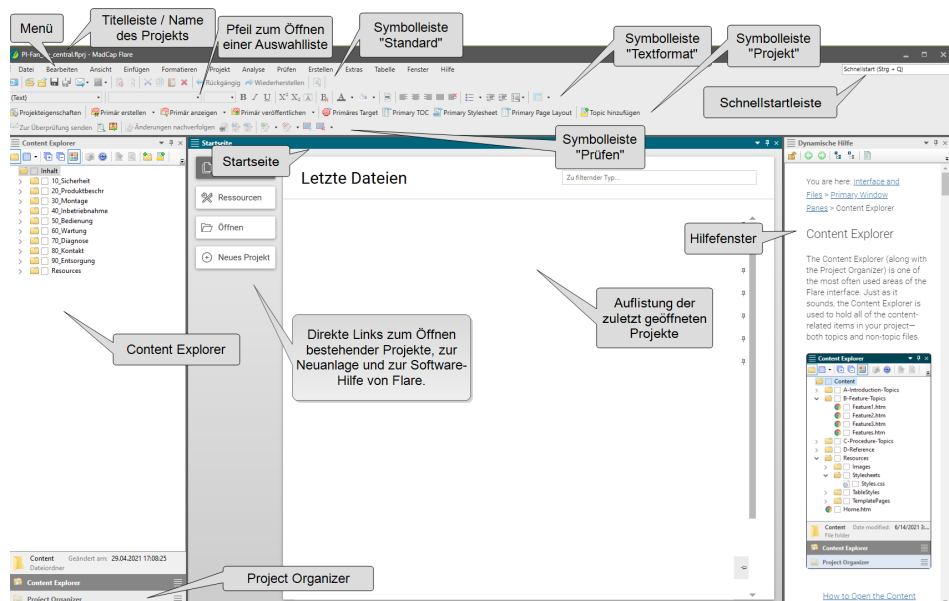 Menü
Titelleiste / Name
des Projekts
Pfeil zum Öffnen
einer Auswahlliste
Symbolleiste
"Standard"
Symbolleiste
"Textformat"
Symbolleiste
"Projekt"
central.flprj - MadCap Flare
Datei Bearbeiten Ansicht Einfügen Formatieren Projekt Analyse Prüfen Erstellen Extras Tabelle Fenster Hilfe
Schnellstart (Strg + Q)
Rückgängig Wiederherstellen
Schnellstartleiste
(Text)
B I U X² X₂
Projekteigenschaften Primär erstellen Primär anzeigen Primär veröffentlichen Primäres Target Primary TOC Primary Stylesheet Primary Page Layout Topic hinzufügen
Zur Überprüfung senden Änderungen nachverfolgen
Symbolleiste
"Prüfen"
Content Explorer
Startseite
Dynamische Hilfe
Startseite
Inhalt
10_Sicherheit
20_Produktbeschr
30_Montage
40_Inbetriebnahme
50_Bedienung
60_Wartung
70_Diagnose
80_Kontakt
90_Entsorgung
Resources
Content Explorer
Ressourcen
Öffnen
Neues Projekt
Letzte Dateien
Zu filternder Typ...
Direkte Links zum Öffnen
bestehender Projekte, zur
Neuanlage und zur Software-
Hilfe von Flare.
Auflistung der
zuletzt geöffneten
Projekte
Hilfefenster
You are here: Interface and
Files > Primary Window
Panes > Content Explorer
Content Explorer
The Content Explorer (along with
the Project Organizer) is one of
the most often used areas of the
Flare interface. Just as it
sounds, the Content Explorer is
used to hold all of the content-
related items in your project—
both topics and non-topic files.
Content Explorer
Content
A-Introduction-Topics
B-Feature-Topics
Feature1.htm
Feature2.htm
Feature3.htm
Features.htm
C-Procedure-Topics
D-Reference
Resources
Images
Stylesheets
Styles.css
TableStyles
TemplatePages
Home.htm
Content Date modified: 6/14/2021 3:...
File folder
Content Explorer
Project Organizer
How to Open the Content
Content Geändert am: 29.04.2021 17:08:25
Dateiordner
Content Explorer
Project Organizer
Project Organizer